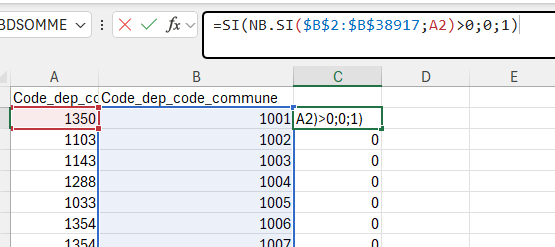 BDSOMME fx =SI(NB.SI($B$2:$B$38917;A2)>0;0;1)
A B C D E
Code_dep_cc Code_dep_code_commune
1350 1001 A2)>0;0;1)
1103 1002 0
1143 1003 0
1288 1004 0
1033 1005 0
1354 1006 0
1354 1007 0